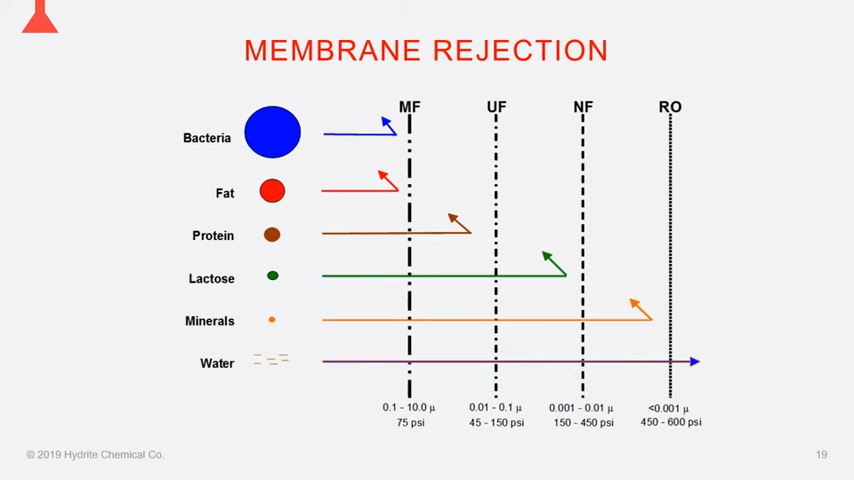 MEMBRANE REJECTION
MF UF NF RO
Bacteria
Fat
Protein
Lactose
Minerals
Water
0.1 - 10.0 µ 0.01 - 0.1 µ 0.001 - 0.01 µ <0.001 µ
75 psi 45 - 150 psi 150 - 450 psi 450 - 600 psi
© 2019 Hydrite Chemical Co. 19